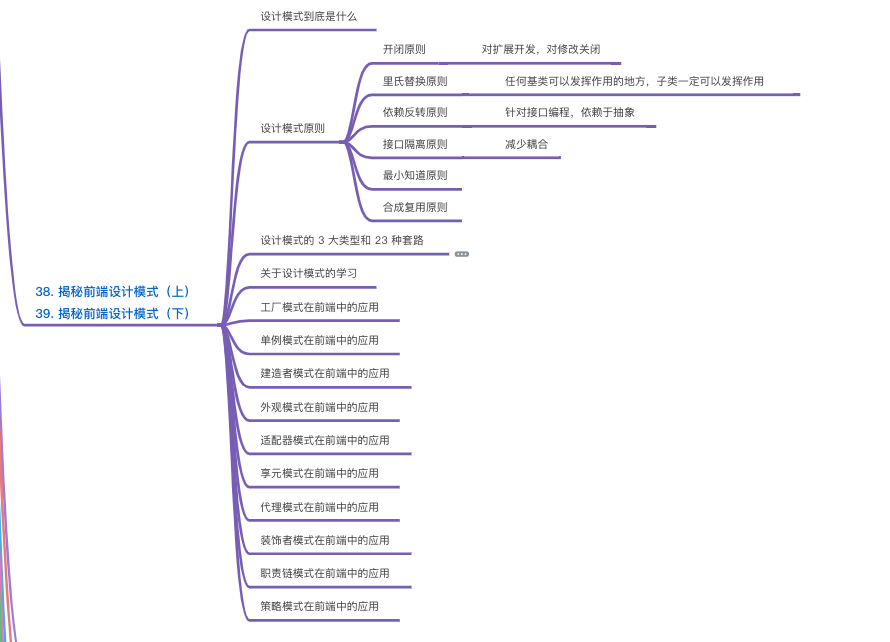 设计模式到底是什么
开闭原则
对扩展开发，对修改关闭
里氏替换原则
任何基类可以发挥作用的地方，子类一定可以发挥作用
依赖反转原则
针对接口编程，依赖于抽象
设计模式原则
接口隔离原则
减少耦合
最小知道原则
合成复用原则
设计模式的 3 大类型和 23 种套路
关于设计模式的学习
38. 揭秘前端设计模式（上）
39. 揭秘前端设计模式（下）
工厂模式在前端中的应用
单例模式在前端中的应用
建造者模式在前端中的应用
外观模式在前端中的应用
适配器模式在前端中的应用
享元模式在前端中的应用
代理模式在前端中的应用
装饰者模式在前端中的应用
职责链模式在前端中的应用
策略模式在前端中的应用